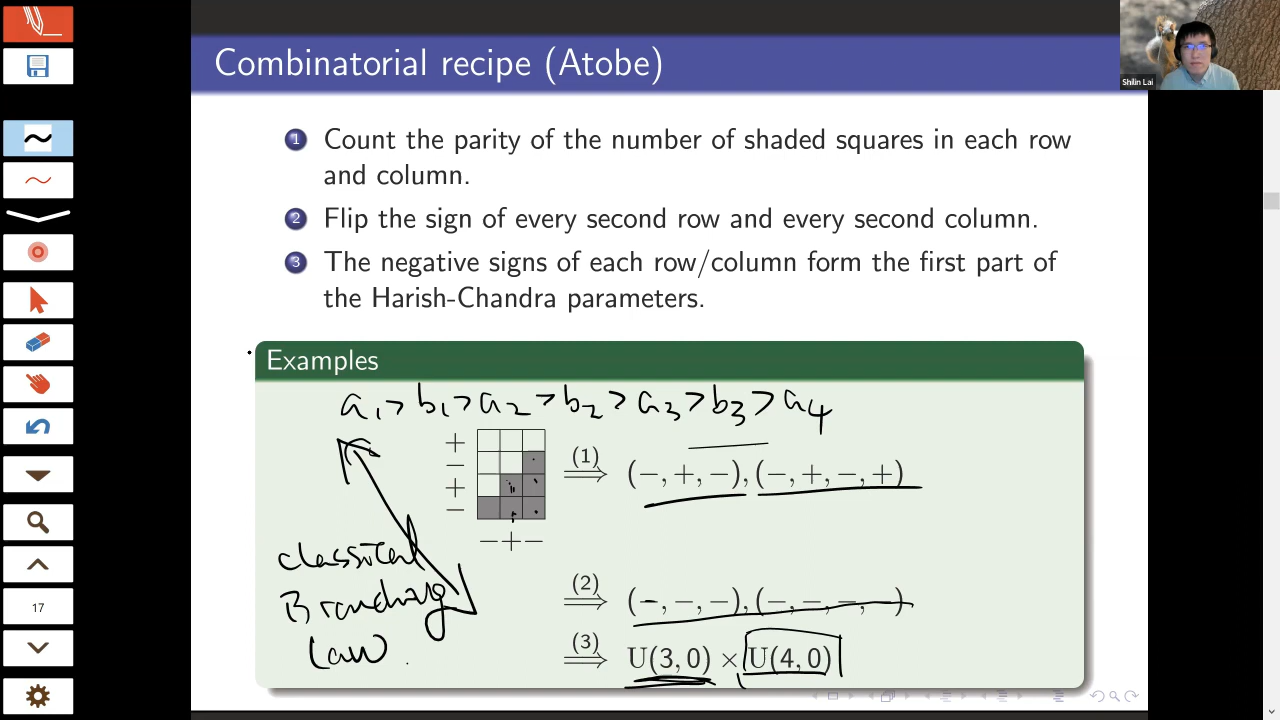 Shilin Lai
Combinatorial recipe (Atobe)
1 Count the parity of the number of shaded squares in each row
and column.
2 Flip the sign of every second row and every second column.
3 The negative signs of each row/column form the first part of
the Harish-Chandra parameters.
Examples
a₁ > b₁ > a₂ > b₂ > a₃ > b₃ > a₄
+
−
+
−
− + −
(1) ⟹ (−, +, −), (−, +, −, +)
(2) ⟹ (−, −, −), (−, −, −, −)
(3) ⟹ U(3, 0) × U(4, 0)
classical
Branching
Law
17